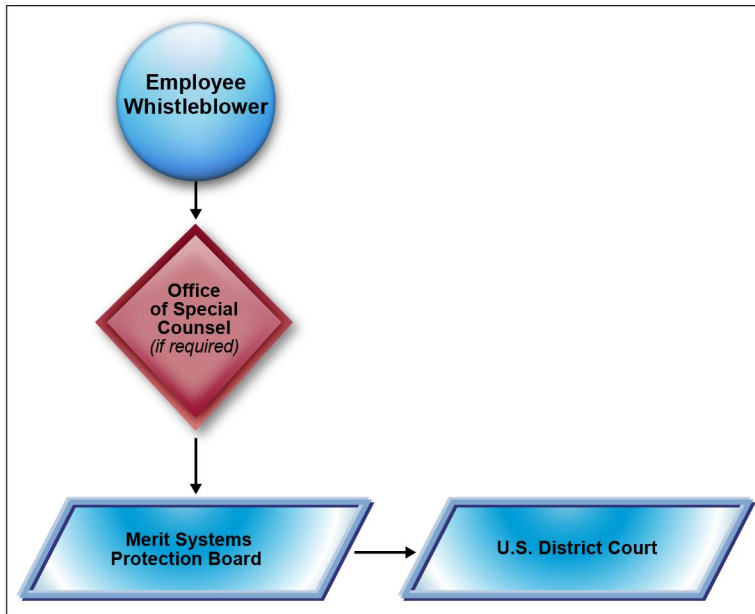 Employee
Whistleblower
Office
of Special
Counsel
(if required)
Merit Systems
Protection Board
U.S. District Court